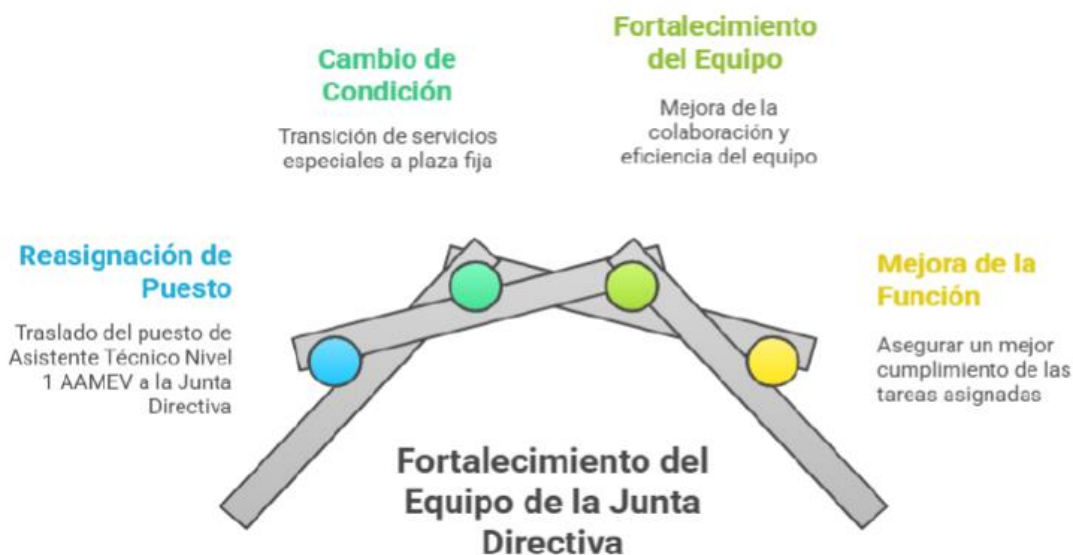 Reasignación de
Puesto
Traslado del puesto de
Asistente Técnico Nivel
1 AAMEV a la Junta
Directiva
Cambio de
Condición
Transición de servicios
especiales a plaza fija
Fortalecimiento
del Equipo
Mejora de la
colaboración y
eficiencia del equipo
Mejora de la
Función
Asegurar un mejor
cumplimiento de las
tareas asignadas
Fortalecimiento del
Equipo de la Junta
Directiva